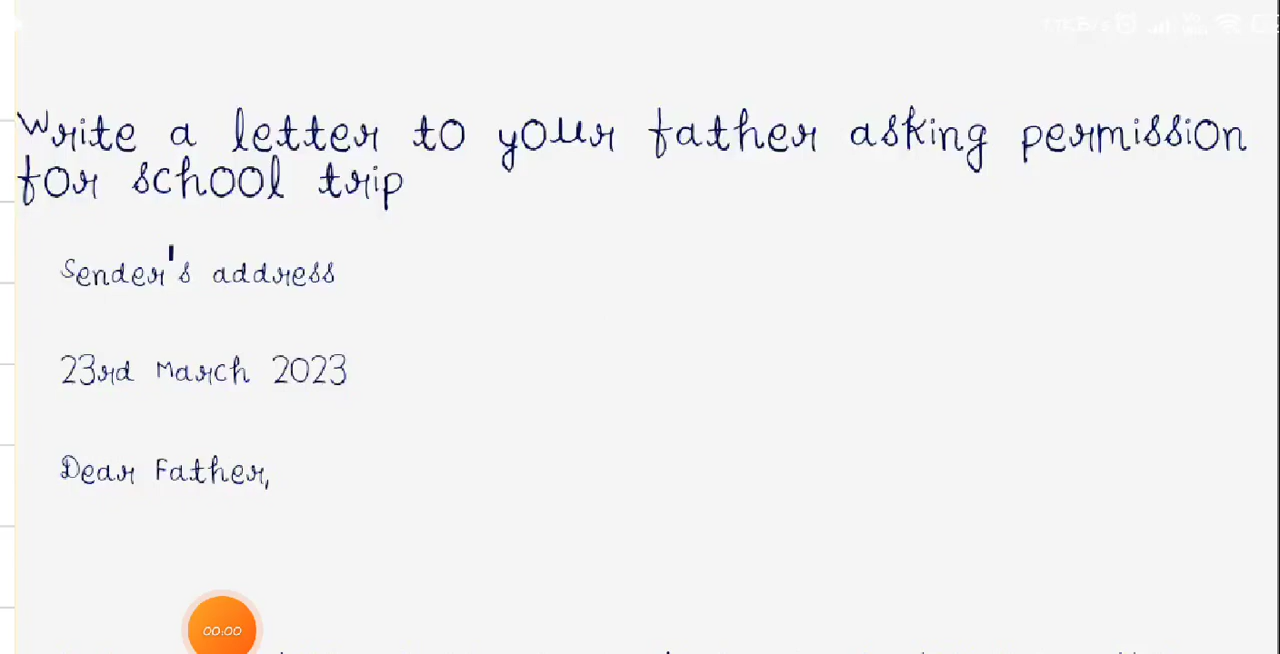 Write a letter to your father asking permission
for school trip
Sender's address
23rd March 2023
Dear Father,
00:00